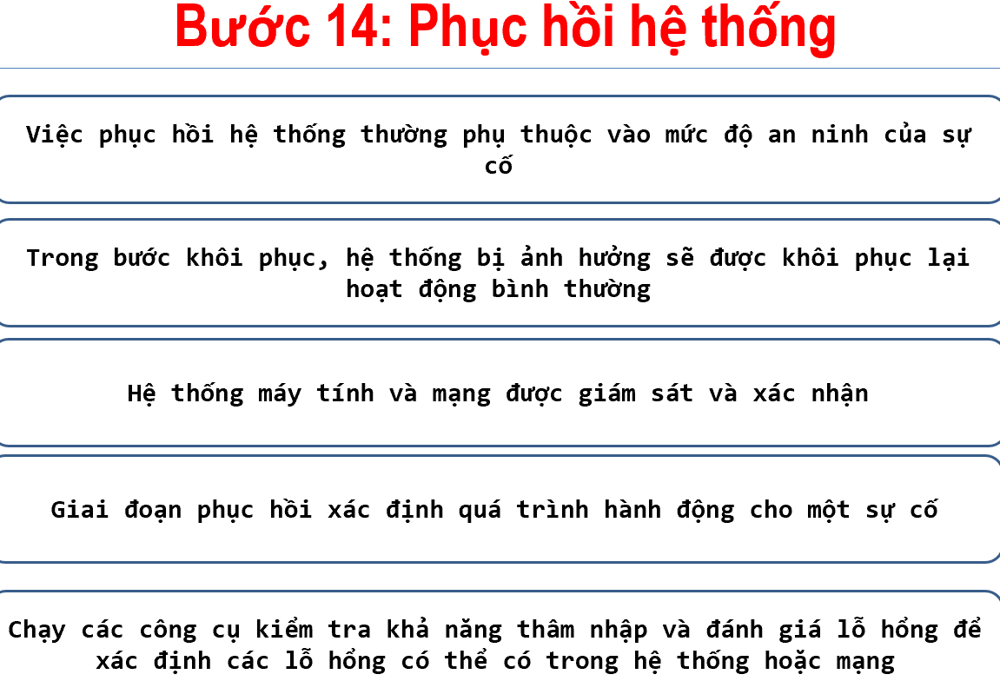 Bước 14: Phục hồi hệ thống
Việc phục hồi hệ thống thường phụ thuộc vào mức độ an ninh của sự
cố
Trong bước khôi phục, hệ thống bị ảnh hưởng sẽ được khôi phục lại
hoạt động bình thường
Hệ thống máy tính và mạng được giám sát và xác nhận
Giai đoạn phục hồi xác định quá trình hành động cho một sự cố
Chạy các công cụ kiểm tra khả năng thâm nhập và đánh giá lỗ hổng để
xác định các lỗ hổng có thể có trong hệ thống hoặc mạng